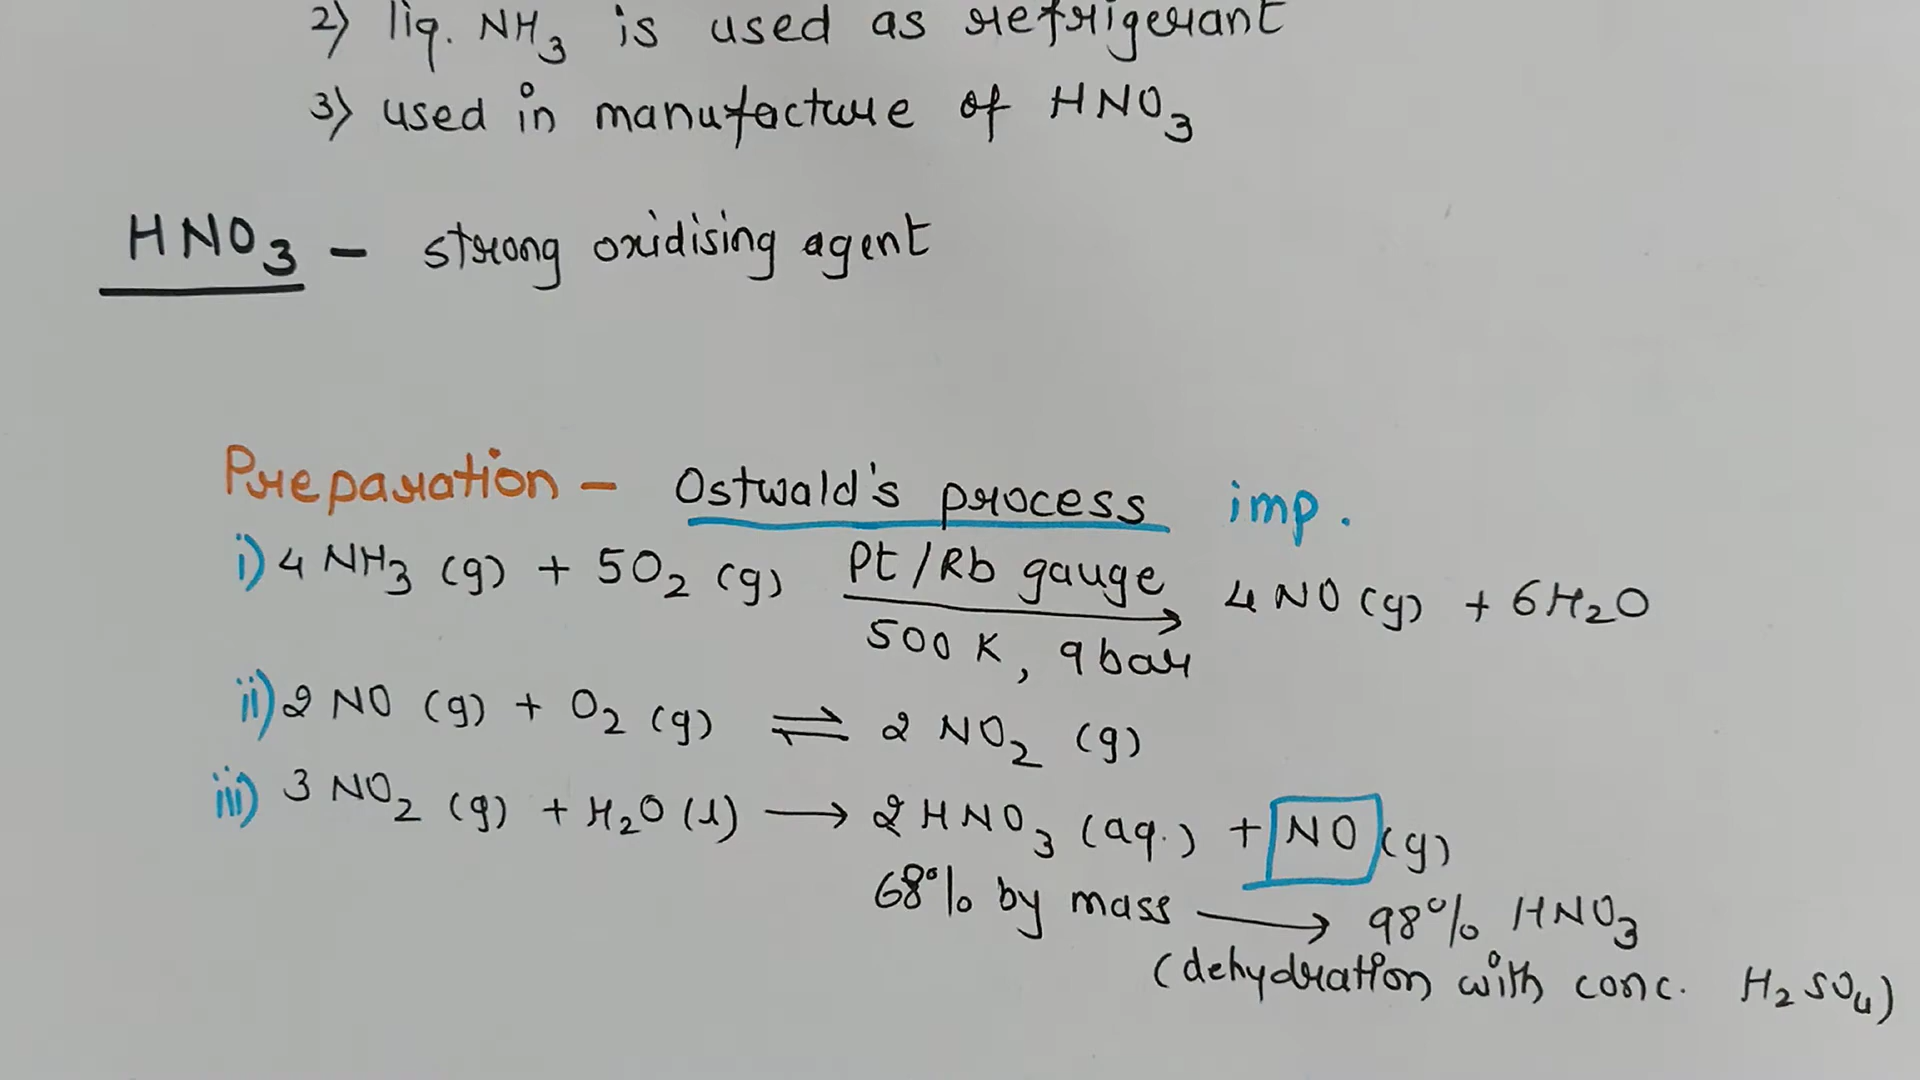 2) liq. NH₃ is used as refrigerant
3) used in manufacture of HNO₃
HNO₃ – strong oxidising agent
Preparation – Ostwald's process imp.
i) 4 NH₃ (g) + 5O₂ (g) Pt/Rb gauge 500 K, 9 bar → 4 NO (g) + 6H₂O
ii) 2 NO (g) + O₂ (g) ⇌ 2 NO₂ (g)
iii) 3 NO₂ (g) + H₂O (l) → 2 HNO₃ (aq.) + NO (g)
68% by mass → 98% HNO₃
(dehydration with conc. H₂SO₄)